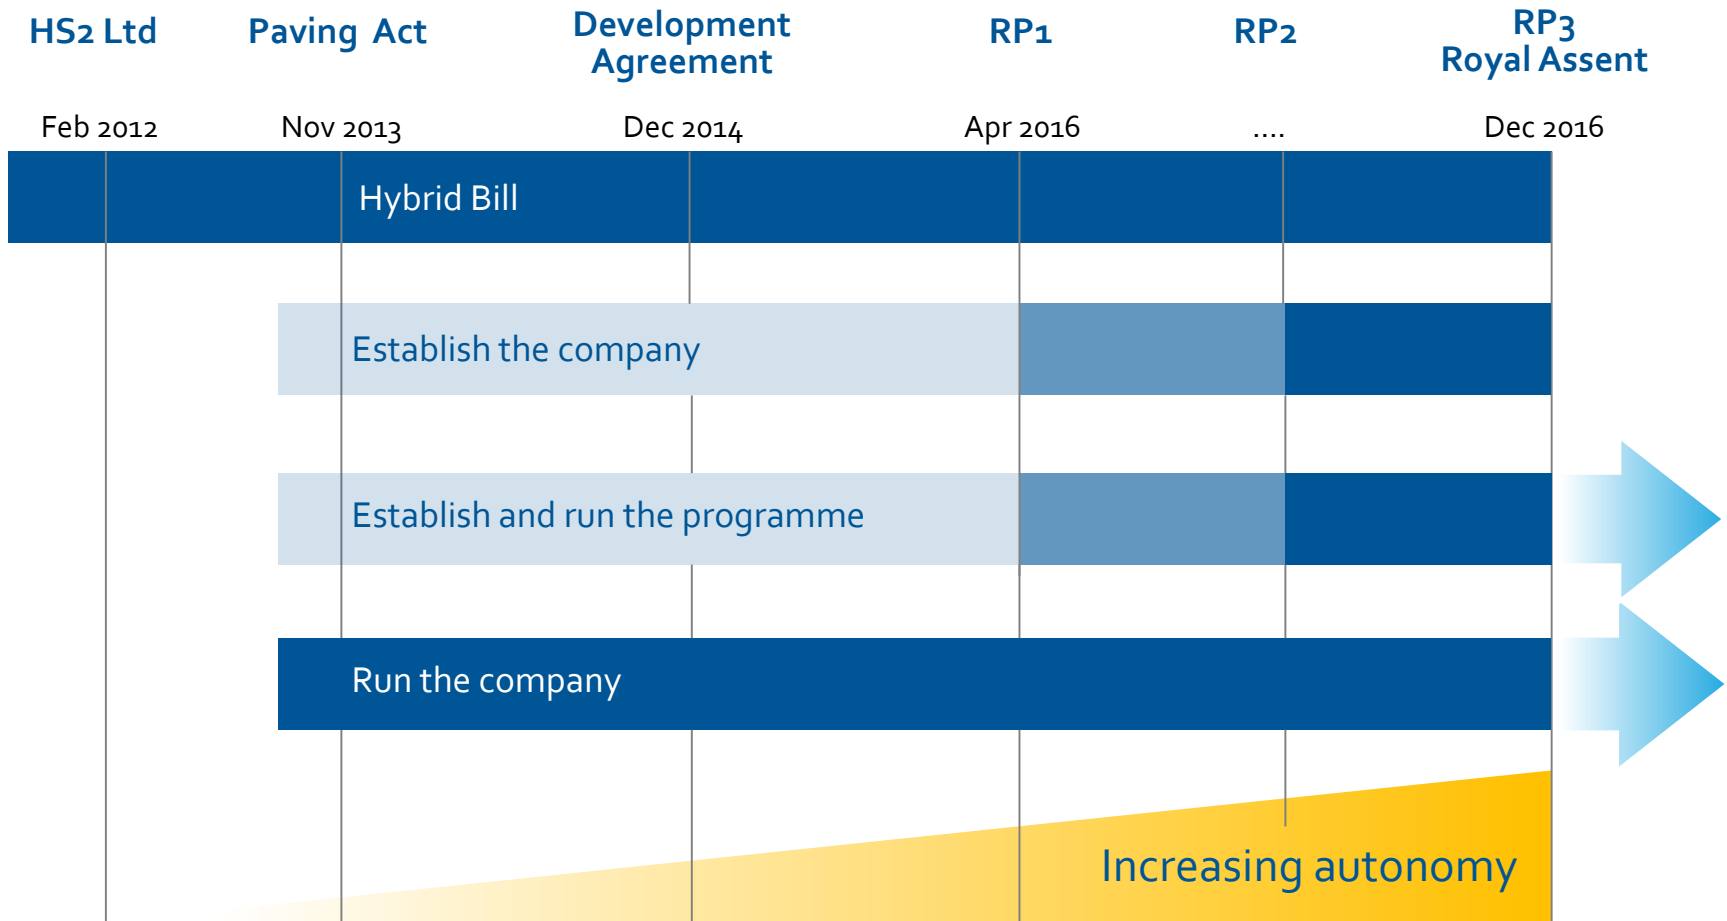 HS2 Ltd
Paving Act
Development
Agreement
RP1
RP2
RP3
Royal Assent
Feb 2012
Nov 2013
Dec 2014
Apr 2016
....
Dec 2016
Hybrid Bill
Establish the company
Establish and run the programme
Run the company
Increasing autonomy